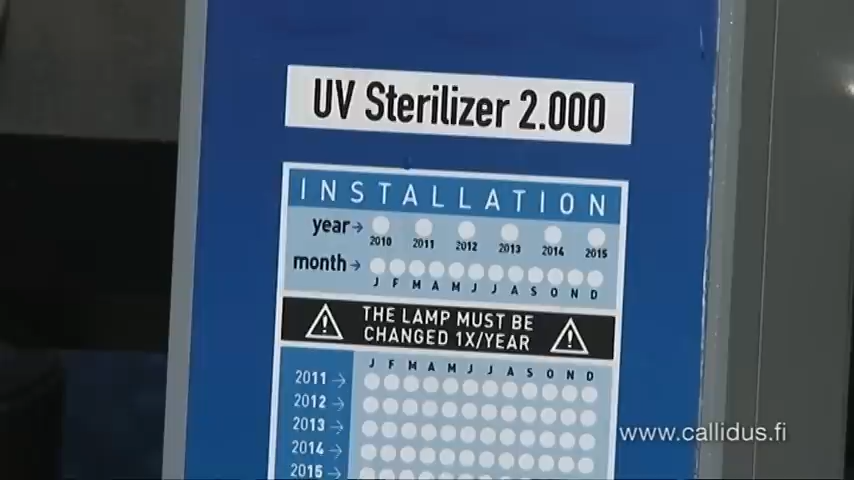 UV Sterilizer 2.000
INSTALLATION
year→
2010 2011 2012 2013 2014 2015
month→
J F M A M J J A S O N D
THE LAMP MUST BE
CHANGED 1X/YEAR
J F M A M J J A S O N D
2011→
2012→
2013→
2014→
2015→
www.callidus.fi